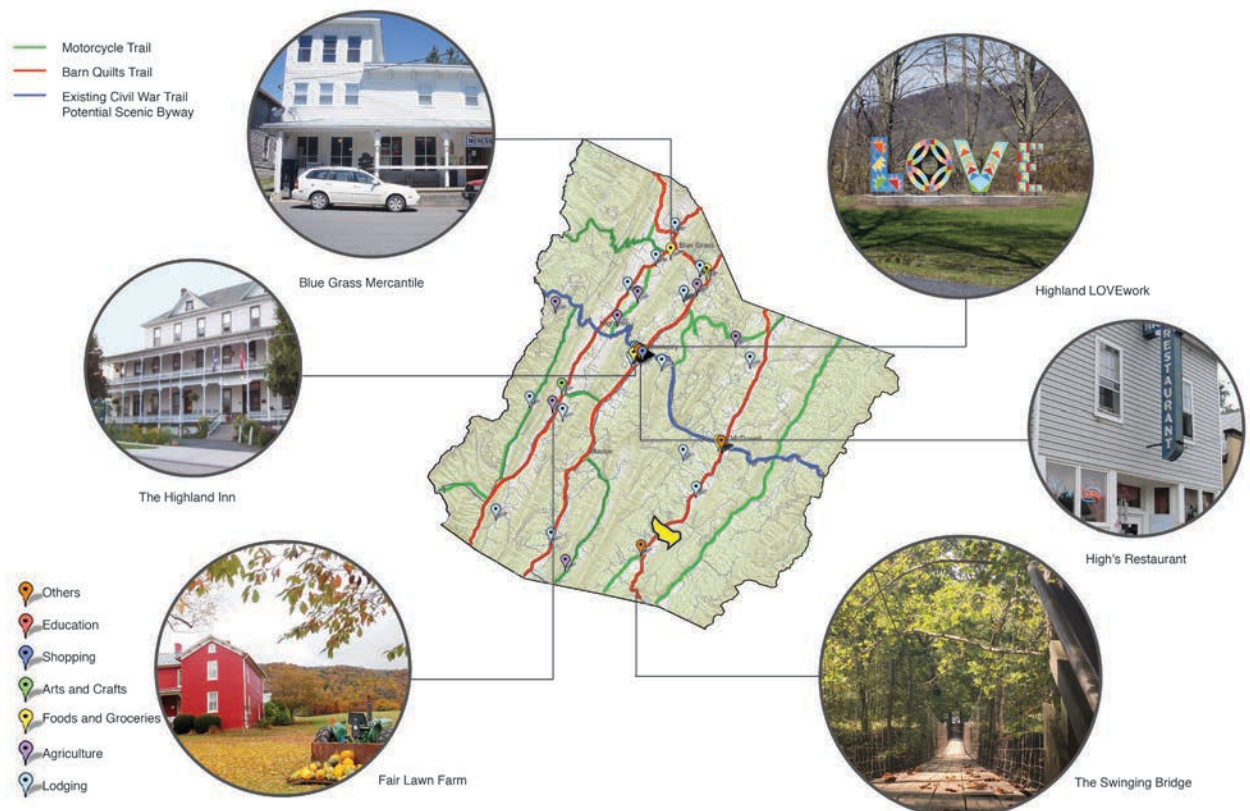 Motorcycle Trail
Barn Quilts Trail
Existing Civil War Trail
Potential Scenic Byway
Blue Grass Mercantile
LOVE
Highland LOVEwork
Blue Grass
The Highland Inn
RESTAURANT
High's Restaurant
McDowell
Others
Education
Shopping
Arts and Crafts
Foods and Groceries
Agriculture
Lodging
Fair Lawn Farm
The Swinging Bridge